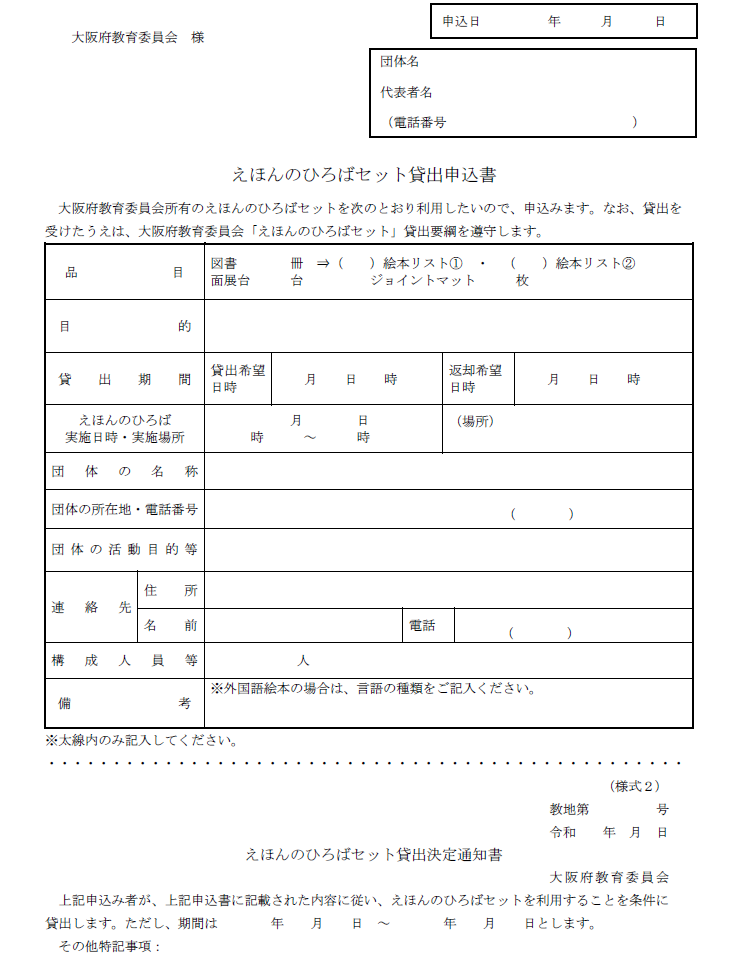 申込日　　　　年　　　月　　　日
大阪府教育委員会　様
団体名
代表者名
（電話番号　　　　　　　　　　　　　　）
えほんのひろばセット貸出申込書
大阪府教育委員会所有のえほんのひろばセットを次のとおり利用したいので、申込みます。なお、貸出を
受けたうえは、大阪府教育委員会「えほんのひろばセット」貸出要綱を遵守します。
品　　　　　　　目
図書　　　　冊　⇒（　　）絵本リスト①　・　（　　）絵本リスト②
面展台　　　台　　　　　ジョイントマット　　　枚
目　　　　　　　　的
貸　出　期　間
貸出希望
日時
月　　日　　時
返却希望
日時
月　　日　　時
えほんのひろば
実施日時・実施場所
月　　　　日
時　　　～　　　時
（場所）
団　体　の　名　称
団体の所在地・電話番号
（　　　　）
団体の活動目的等
連　絡　先
住　　所
名　　前
電話
（　　　　）
構　成　人　員　等
人
備　　　　　　　　考
※外国語絵本の場合は、言語の種類をご記入ください。
※太線内のみ記入してください。
・・・・・・・・・・・・・・・・・・・・・・・・・・・・・・・・・・・・・・・・・・・・・・・・
（様式２）
教地第　　　　　号
令和　　年　月　日
えほんのひろばセット貸出決定通知書
大阪府教育委員会
上記申込み者が、上記申込書に記載された内容に従い、えほんのひろばセットを利用することを条件に
貸出します。ただし、期間は　　　　年　　月　　日　～　　　　年　　月　　日とします。
その他特記事項：